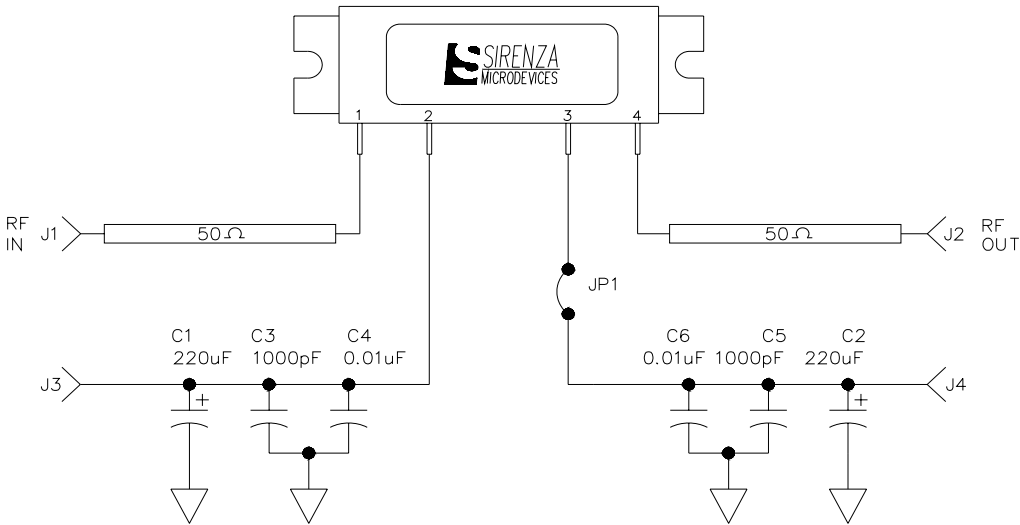 SIRENZA
MICRODEVICES
1 2 3 4
RF
IN
J1
50Ω
50Ω
J2
RF
OUT
JP1
C1 C3 C4
220uF 1000pF 0.01uF
C6 C5 C2
0.01uF 1000pF 220uF
J3
J4
+
+